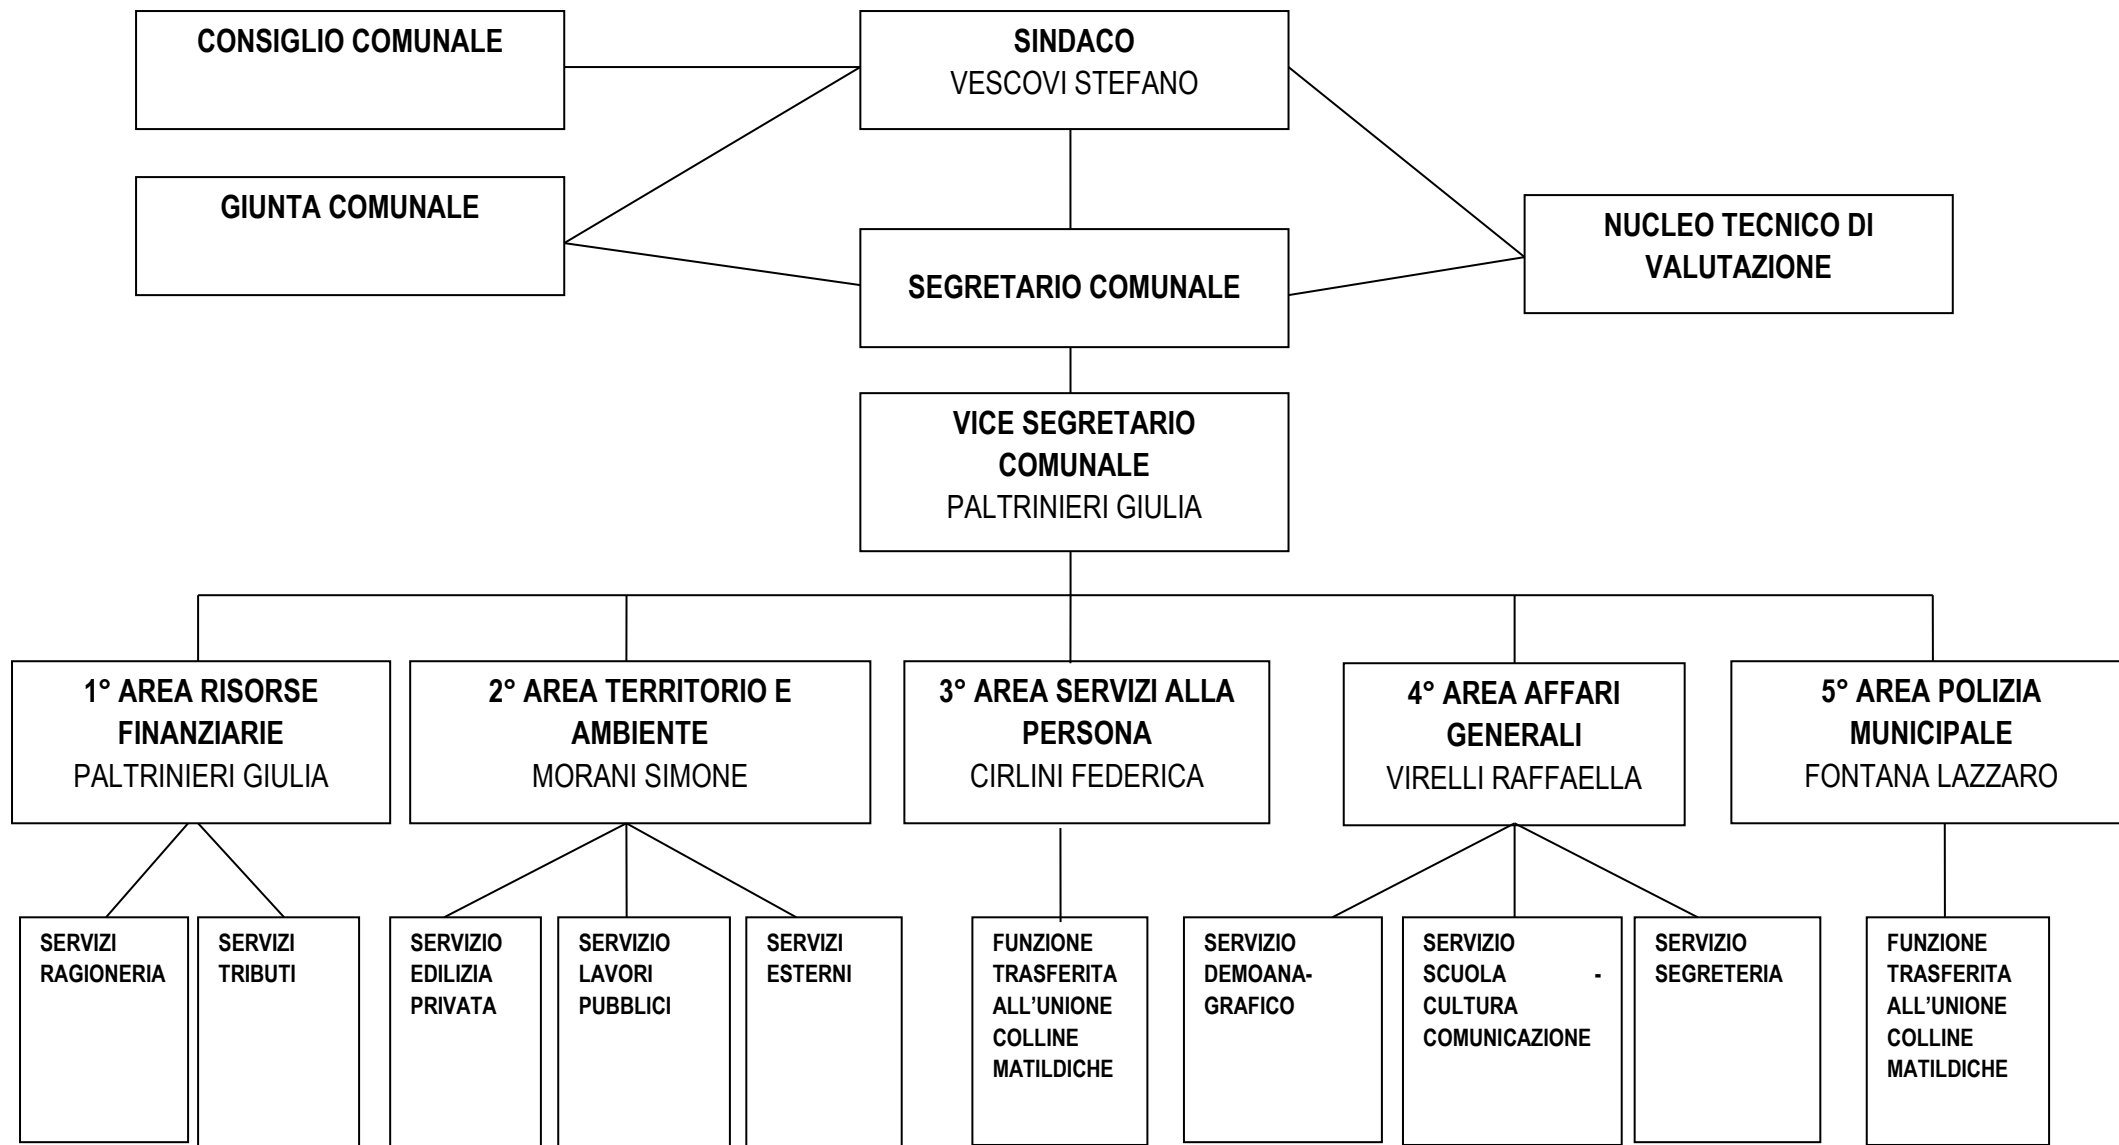 CONSIGLIO COMUNALE
SINDACO
VESCOVI STEFANO
GIUNTA COMUNALE
NUCLEO TECNICO DI
VALUTAZIONE
SEGRETARIO COMUNALE
VICE SEGRETARIO
COMUNALE
PALTRINIERI GIULIA
1° AREA RISORSE
FINANZIARIE
PALTRINIERI GIULIA
2° AREA TERRITORIO E
AMBIENTE
MORANI SIMONE
3° AREA SERVIZI ALLA
PERSONA
CIRLINI FEDERICA
4° AREA AFFARI
GENERALI
VIRELLI RAFFAELLA
5° AREA POLIZIA
MUNICIPALE
FONTANA LAZZARO
SERVIZI
RAGIONERIA
SERVIZI
TRIBUTI
SERVIZIO
EDILIZIA
PRIVATA
SERVIZIO
LAVORI
PUBBLICI
SERVIZI
ESTERNI
FUNZIONE
TRASFERITA
ALL’UNIONE
COLLINE
MATILDICHE
SERVIZIO
DEMOANA-
GRAFICO
SERVIZIO
SCUOLA -
CULTURA
COMUNICAZIONE
SERVIZIO
SEGRETERIA
FUNZIONE
TRASFERITA
ALL’UNIONE
COLLINE
MATILDICHE